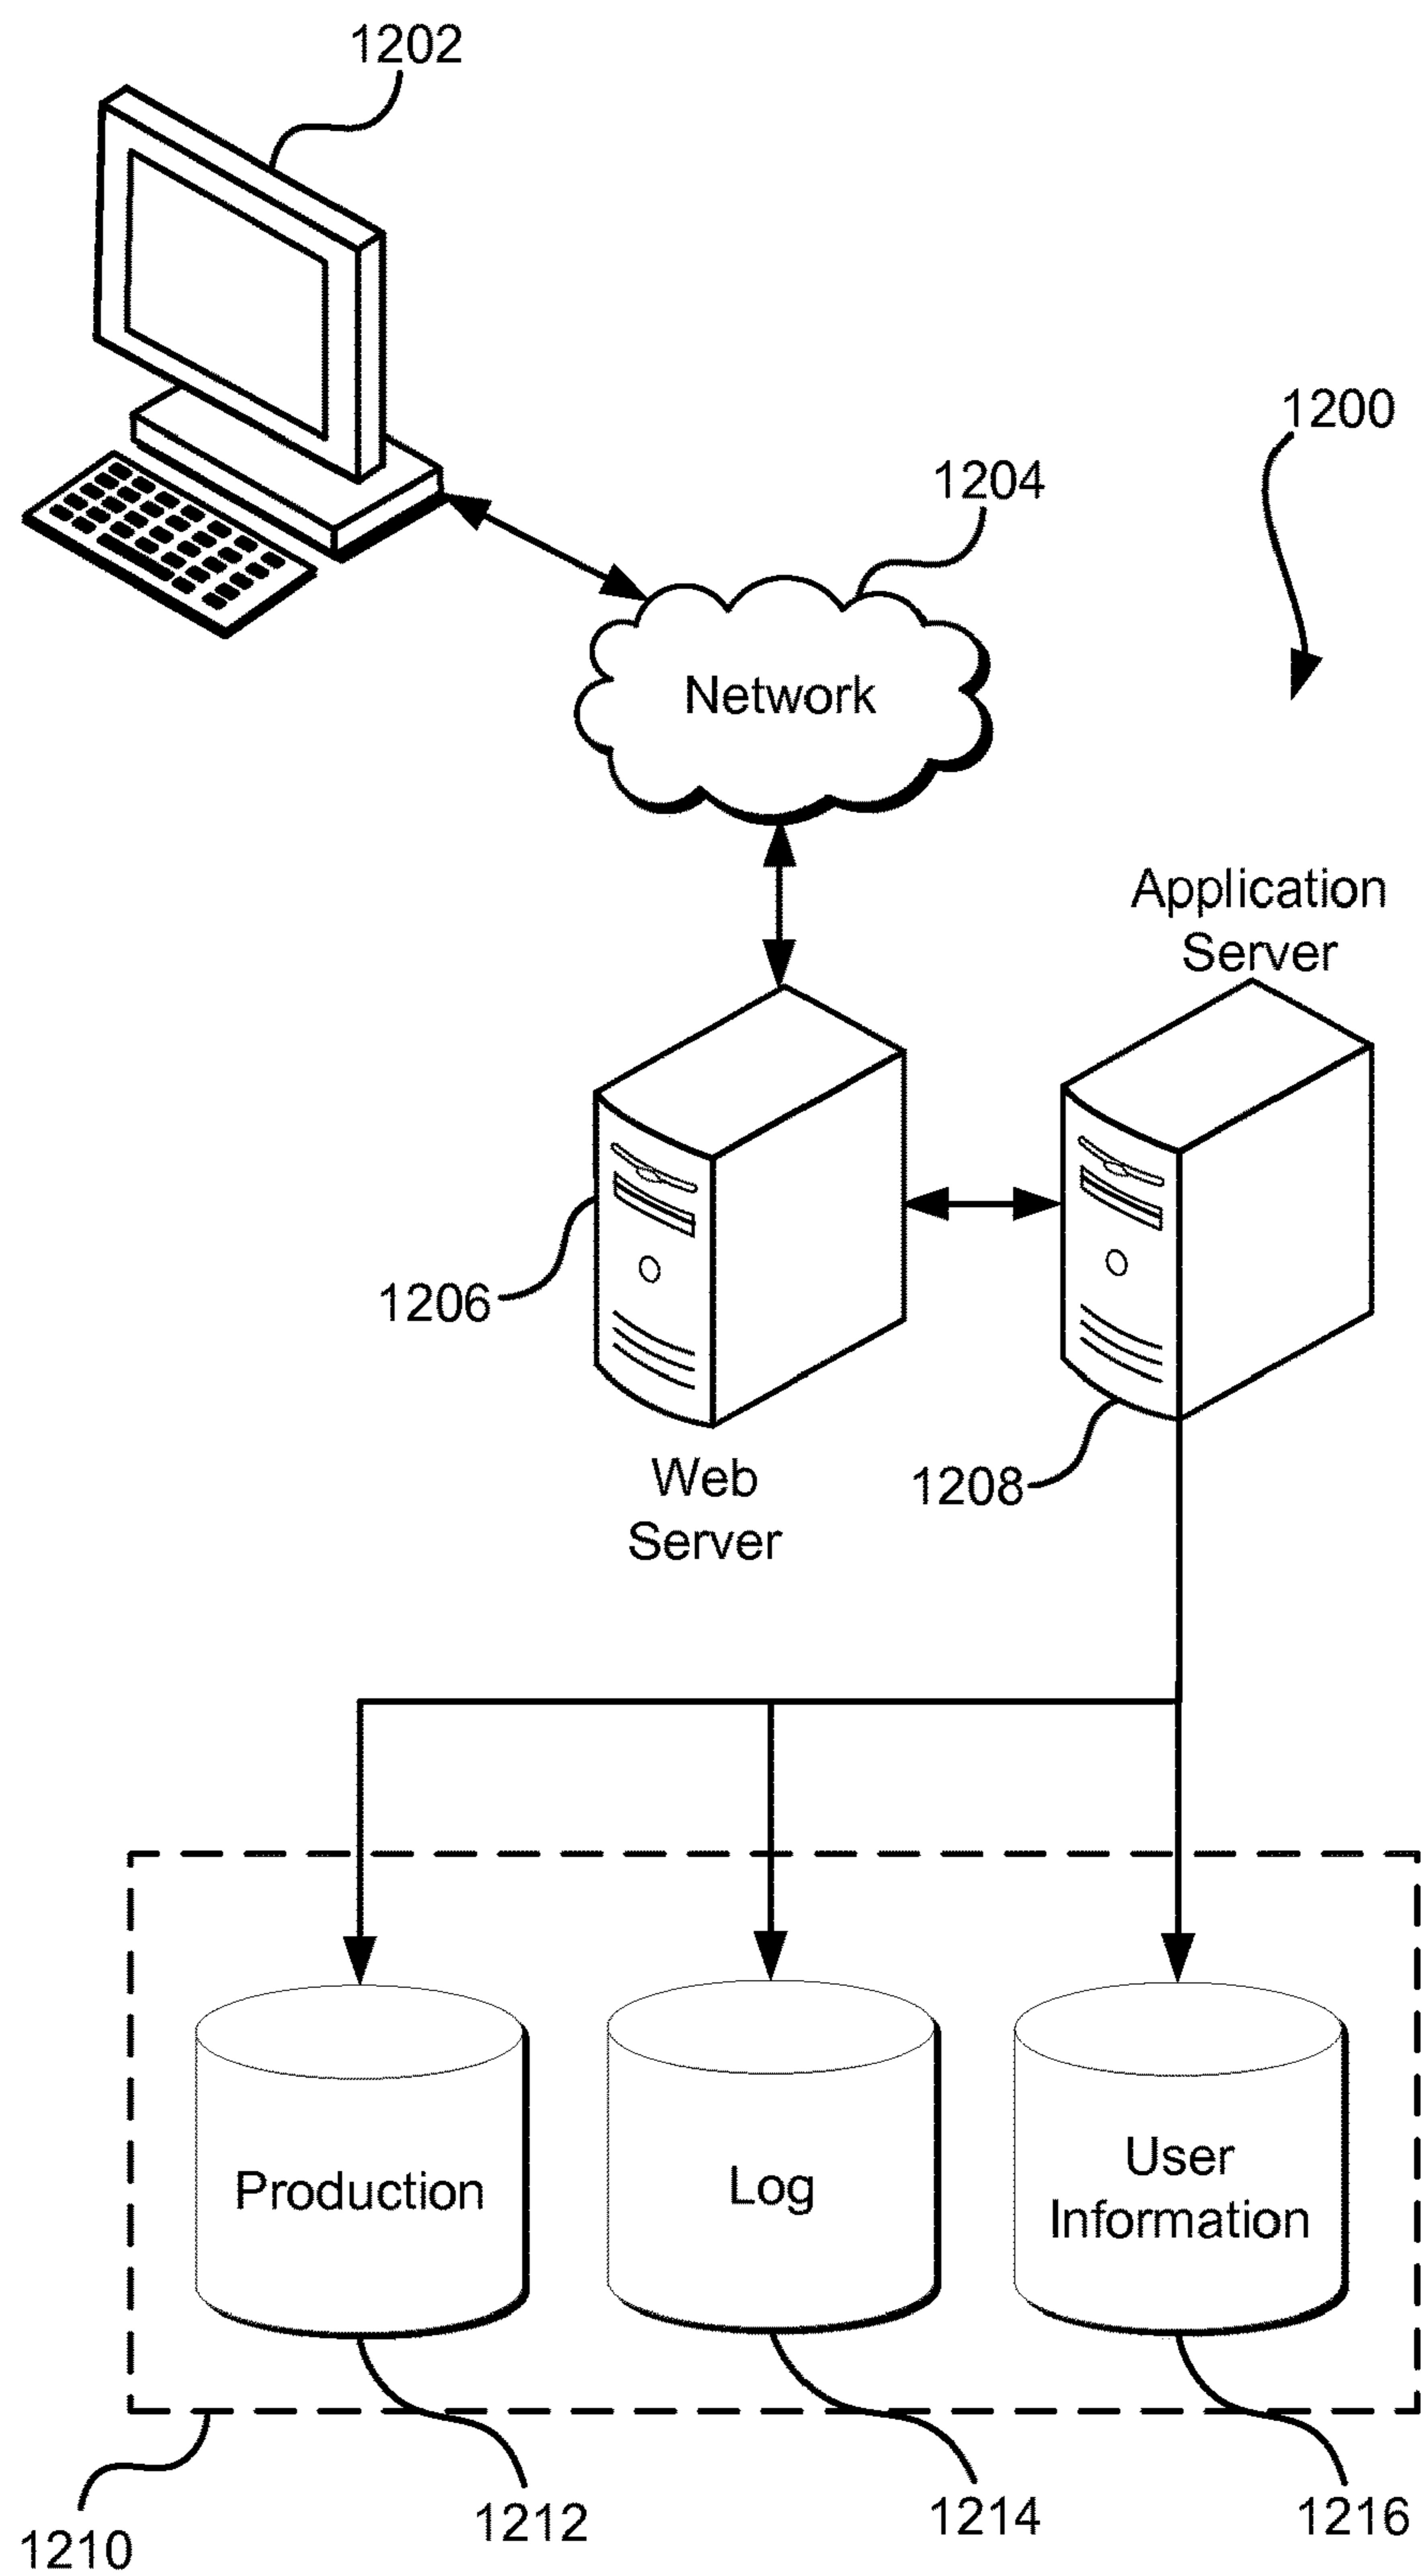 1202
1200
1204
Network
Application
Server
1206
1208
Web
Server
Production
Log
User
Information
1210
1212
1214
1216